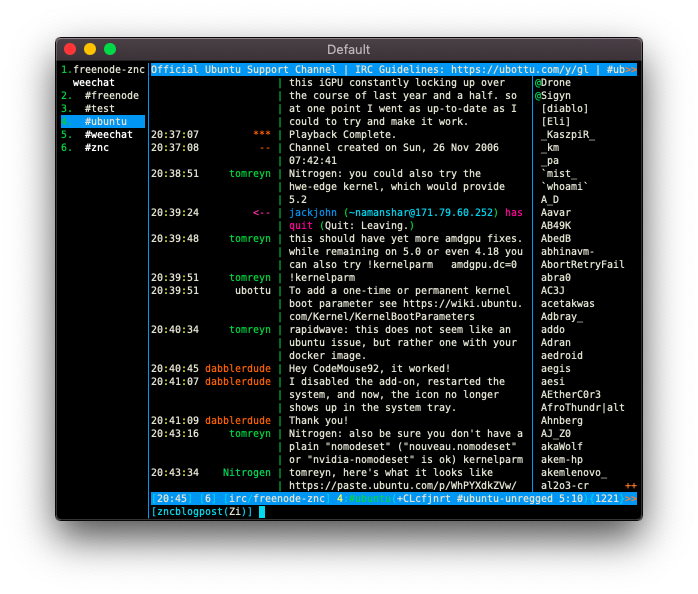 Default
1.freenode-znc
weechat
2. #freenode
3. #test
4. #ubuntu
5. #weechat
6. #znc
Official Ubuntu Support Channel | IRC Guidelines: https://ubottu.com/y/gl | #ub>>
this iGPU constantly locking up over
the course of last year and a half. so
at one point I went as up-to-date as I
could to try and make it work.
20:37:07 *** | Playback Complete.
20:37:08 -- | Channel created on Sun, 26 Nov 2006
07:42:41
20:38:51 tomreyn | Nitrogen: you could also try the
hwe-edge kernel, which would provide
5.2
20:39:24 <-- | jackjohn (~namanshar@171.79.60.252) has
quit (Quit: Leaving.)
20:39:48 tomreyn | this should have yet more amdgpu fixes.
while remaining on 5.0 or even 4.18 you
can also try !kernelparm   amdgpu.dc=0
20:39:51 tomreyn | !kernelparm
20:39:51 ubottu | To add a one-time or permanent kernel
boot parameter see https://wiki.ubuntu.
com/Kernel/KernelBootParameters
20:40:34 tomreyn | rapidwave: this does not seem like an
ubuntu issue, but rather one with your
docker image.
20:40:45 dabblerdude | Hey CodeMouse92, it worked!
20:41:07 dabblerdude | I disabled the add-on, restarted the
system, and now, the icon no longer
shows up in the system tray.
20:41:09 dabblerdude | Thank you!
20:43:16 tomreyn | Nitrogen: also be sure you don't have a
plain "nomodeset" ("nouveau.nomodeset"
or "nvidia-nomodeset" is ok) kernelparm
20:43:34 Nitrogen | tomreyn, here's what it looks like
https://paste.ubuntu.com/p/WhPYXdkZVw/
@Drone
@Sigyn
[diablo]
[Eli]
_KaszpiR_
_km
_pa
`mist_
`whoami`
A_D
Aavar
AB49K
AbedB
abhinavm-
AbortRetryFail
abra0
AC3J
acetakwas
Adbray_
addo
Adran
aedroid
aegis
aesi
AEtherC0r3
AfroThundr|alt
Ahnberg
AJ_Z0
akaWolf
akem-hp
akemlenovo_
al2o3-cr ++
[20:45] [6] [irc/freenode-znc] 4:#ubuntu(+CLcfjnrt #ubuntu-unregged 5:10){1221}>>
[zncblogpost(Zi)]